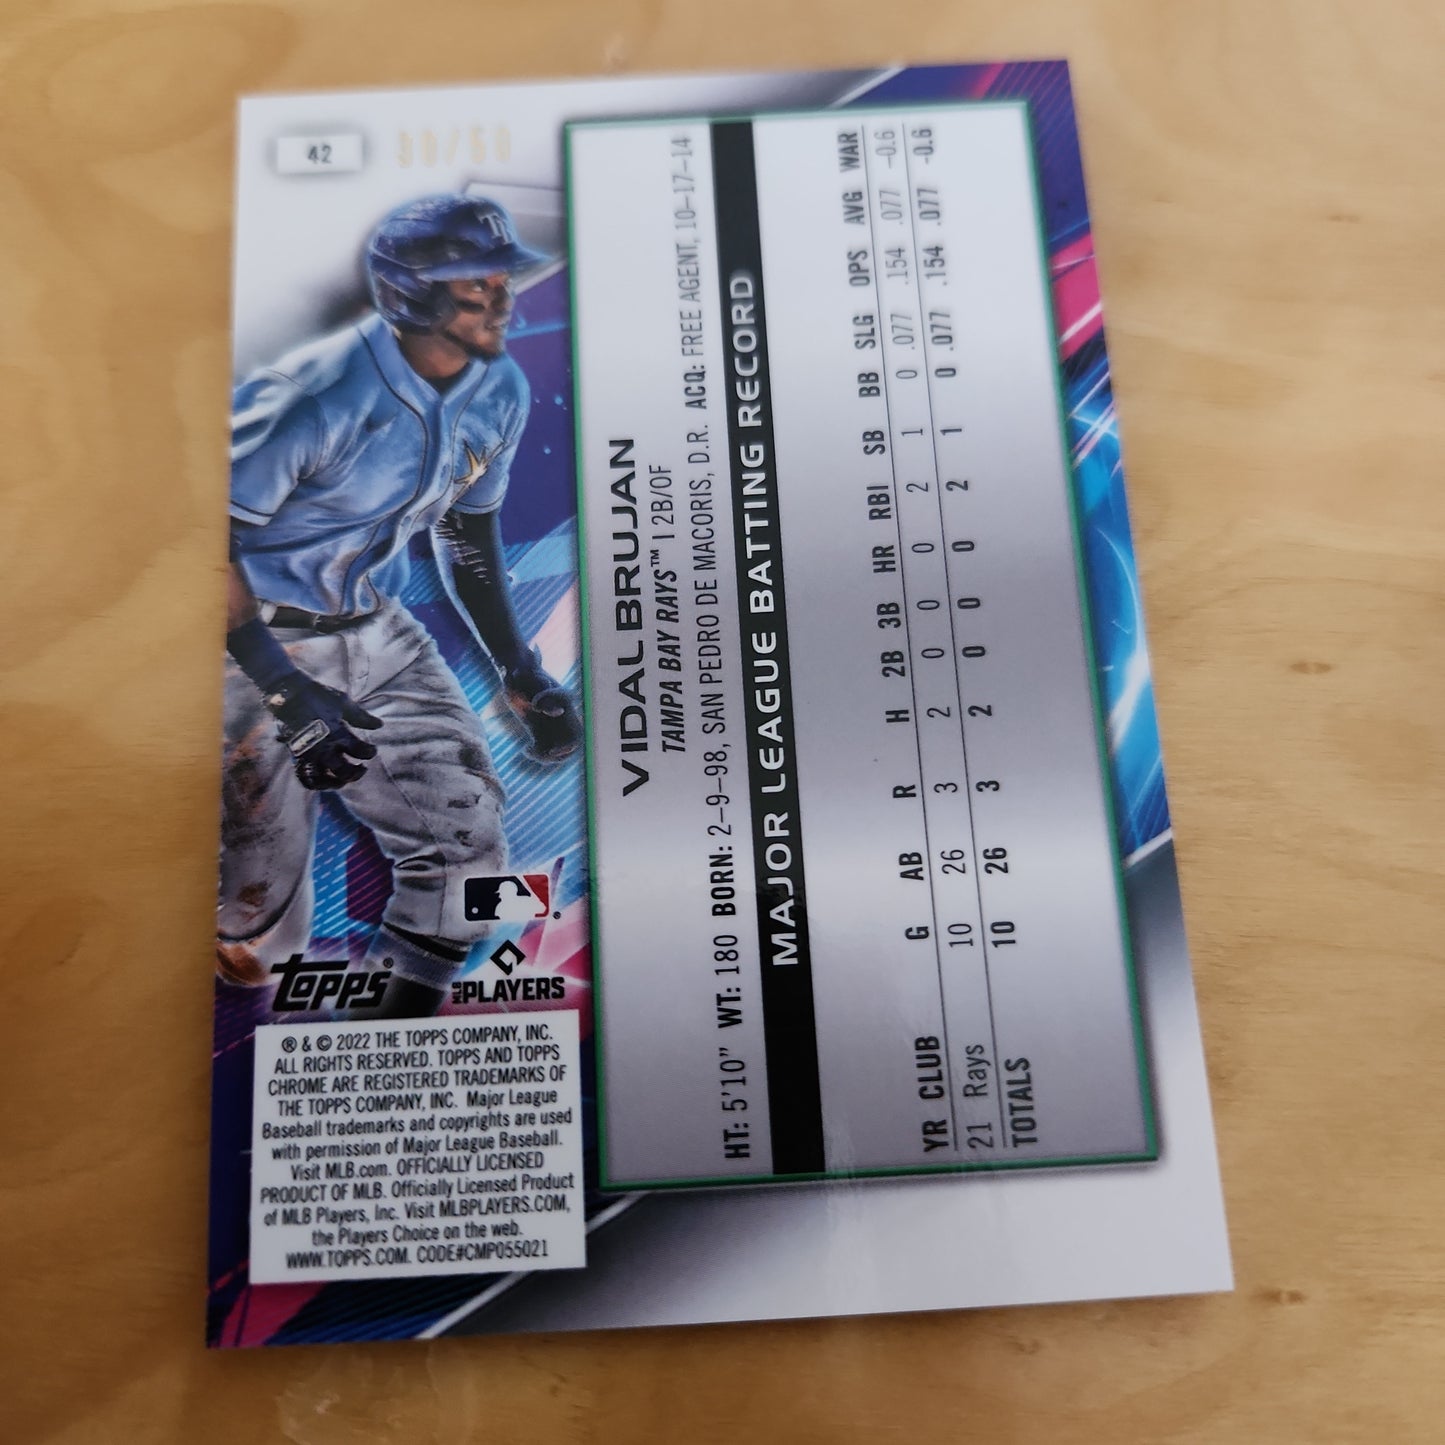 42
TB
VIDAL BRUJAN
TAMPA BAY RAYS™ | 2B/OF
HT: 5'10" WT: 180 BORN: 2-9-98, SAN PEDRO DE MACORIS, D.R. ACQ: FREE AGENT, 10-17-14
MAJOR LEAGUE BATTING RECORD
YR CLUB G AB R H 2B 3B HR RBI SB BB SLG OPS AVG WAR
21 Rays 10 26 3 2 0 0 0 2 1 0 .077 .154 .077 -0.6
TOTALS 10 26 3 2 0 0 0 2 1 0 .077 .154 .077 -0.6
topps®
®
MLB PLAYERS
® & © 2022 THE TOPPS COMPANY, INC.
ALL RIGHTS RESERVED. TOPPS AND TOPPS
CHROME ARE REGISTERED TRADEMARKS OF
THE TOPPS COMPANY, INC. Major League
Baseball trademarks and copyrights are used
with permission of Major League Baseball.
Visit MLB.com. OFFICIALLY LICENSED
PRODUCT OF MLB. Officially Licensed Product
of MLB Players, Inc. Visit MLBPLAYERS.COM,
the Players Choice on the web.
WWW.TOPPS.COM. CODE#CMP055021